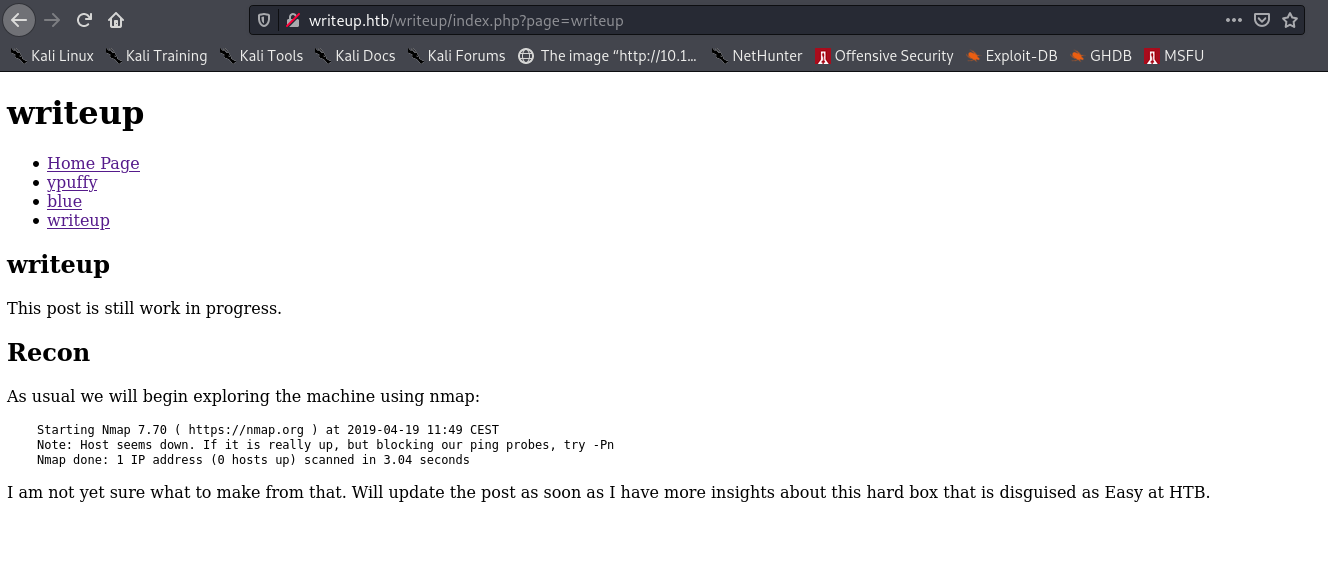 writeup.htb/writeup/index.php?page=writeup
Kali Linux Kali Training Kali Tools Kali Docs Kali Forums The image “http://10.1... NetHunter Offensive Security Exploit-DB GHDB MSFU
writeup
Home Page
ypuffy
blue
writeup
writeup
This post is still work in progress.
Recon
As usual we will begin exploring the machine using nmap:
Starting Nmap 7.70 ( https://nmap.org ) at 2019-04-19 11:49 CEST
Note: Host seems down. If it is really up, but blocking our ping probes, try -Pn
Nmap done: 1 IP address (0 hosts up) scanned in 3.04 seconds
I am not yet sure what to make from that. Will update the post as soon as I have more insights about this hard box that is disguised as Easy at HTB.